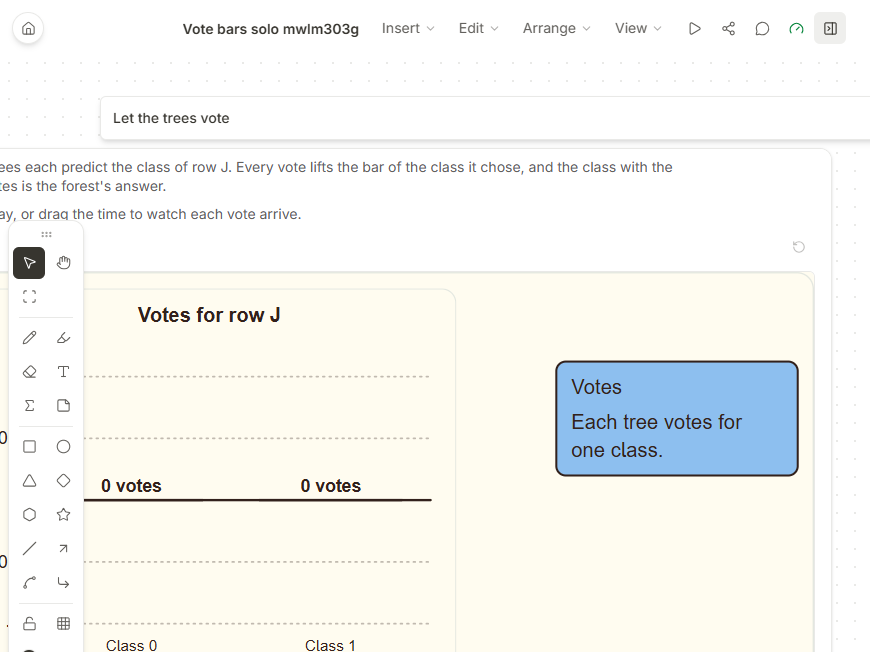 Vote bars solo mwlm303g Insert Edit Arrange View
Let the trees vote
ees each predict the class of row J. Every vote lifts the bar of the class it chose, and the class with the
tes is the forest's answer.
ay, or drag the time to watch each vote arrive.
Votes for row J
Votes
Each tree votes for
one class.
0
0 votes 0 votes
0
Class 0 Class 1